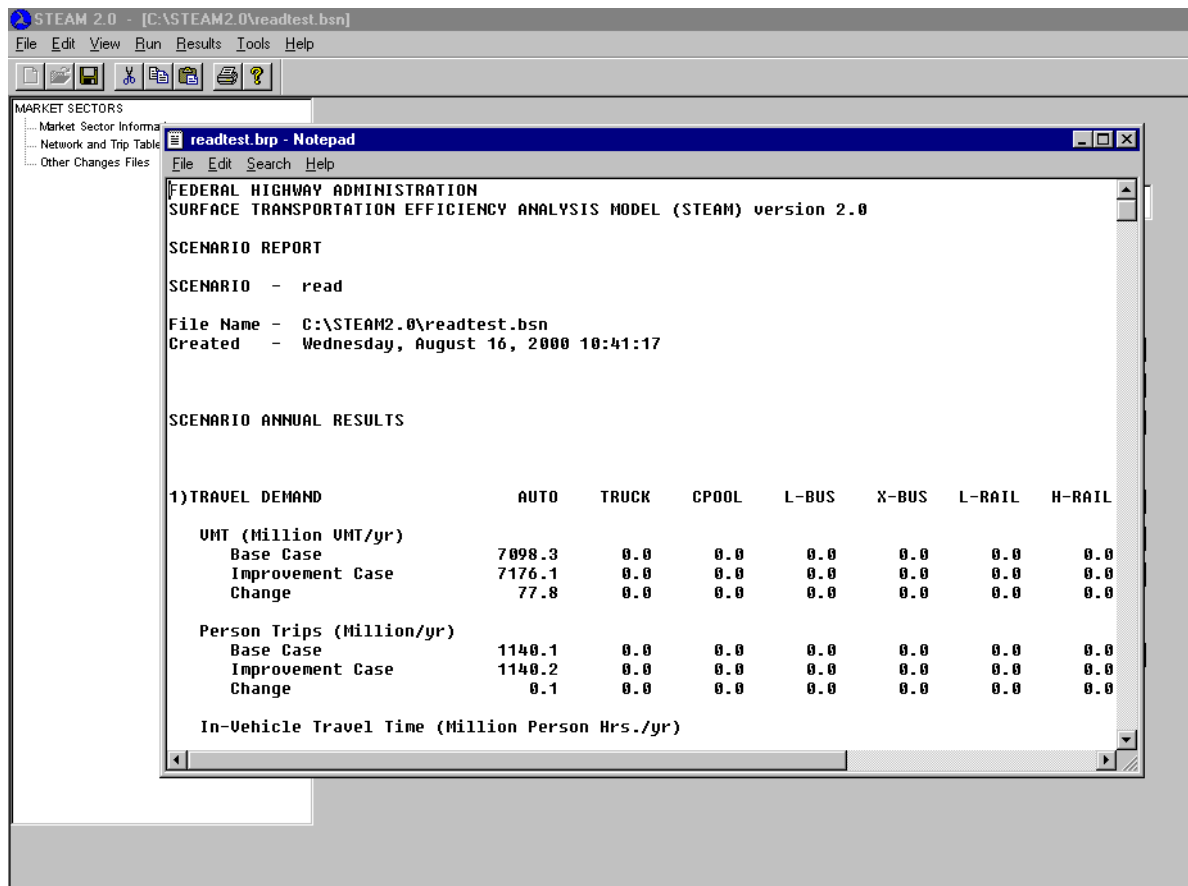 STEAM 2.0 - [C:\STEAM2.0\readtest.bsn]
File Edit View Run Results Tools Help
MARKET SECTORS
Market Sector
Network and Trip Table
Other Changes Files
readtest.brp - Notepad
File Edit Search Help
FEDERAL HIGHWAY ADMINISTRATION
SURFACE TRANSPORTATION EFFICIENCY ANALYSIS MODEL (STEAM) version 2.0
SCENARIO REPORT
SCENARIO - read
File Name - C:\STEAM2.0\readtest.bsn
Created - Wednesday, August 16, 2000 10:41:17
SCENARIO ANNUAL RESULTS
1)TRAVEL DEMAND AUTO TRUCK CPOOL L-BUS X-BUS L-RAIL H-RAIL
VMT (Million VMT/yr)
Base Case 7098.3 0.0 0.0 0.0 0.0 0.0 0.0
Improvement Case 7176.1 0.0 0.0 0.0 0.0 0.0 0.0
Change 77.8 0.0 0.0 0.0 0.0 0.0 0.0
Person Trips (Million/yr)
Base Case 1140.1 0.0 0.0 0.0 0.0 0.0 0.0
Improvement Case 1140.2 0.0 0.0 0.0 0.0 0.0 0.0
Change 0.1 0.0 0.0 0.0 0.0 0.0 0.0
In-Vehicle Travel Time (Million Person Hrs./yr)